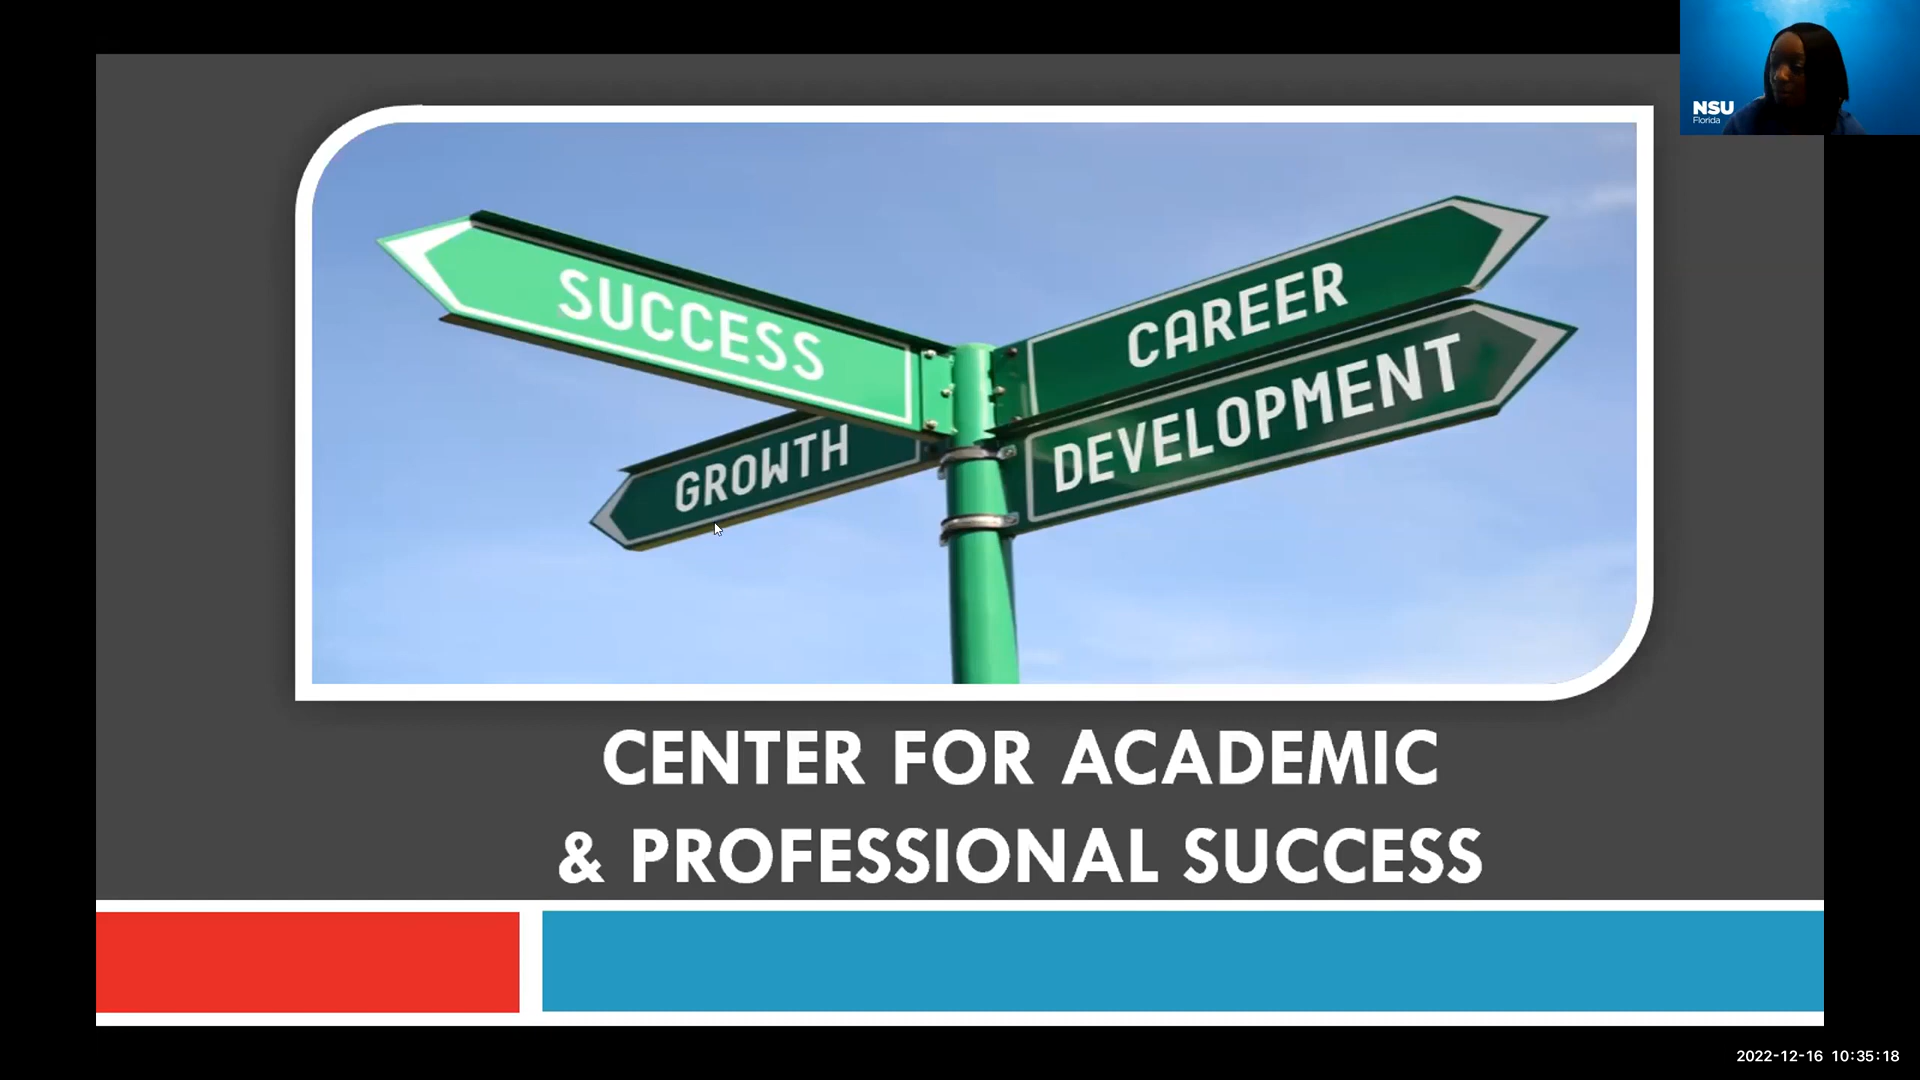 NSU
Florida
SUCCESS
CAREER
GROWTH
DEVELOPMENT
CENTER FOR ACADEMIC
& PROFESSIONAL SUCCESS
2022-12-16 10:35:18